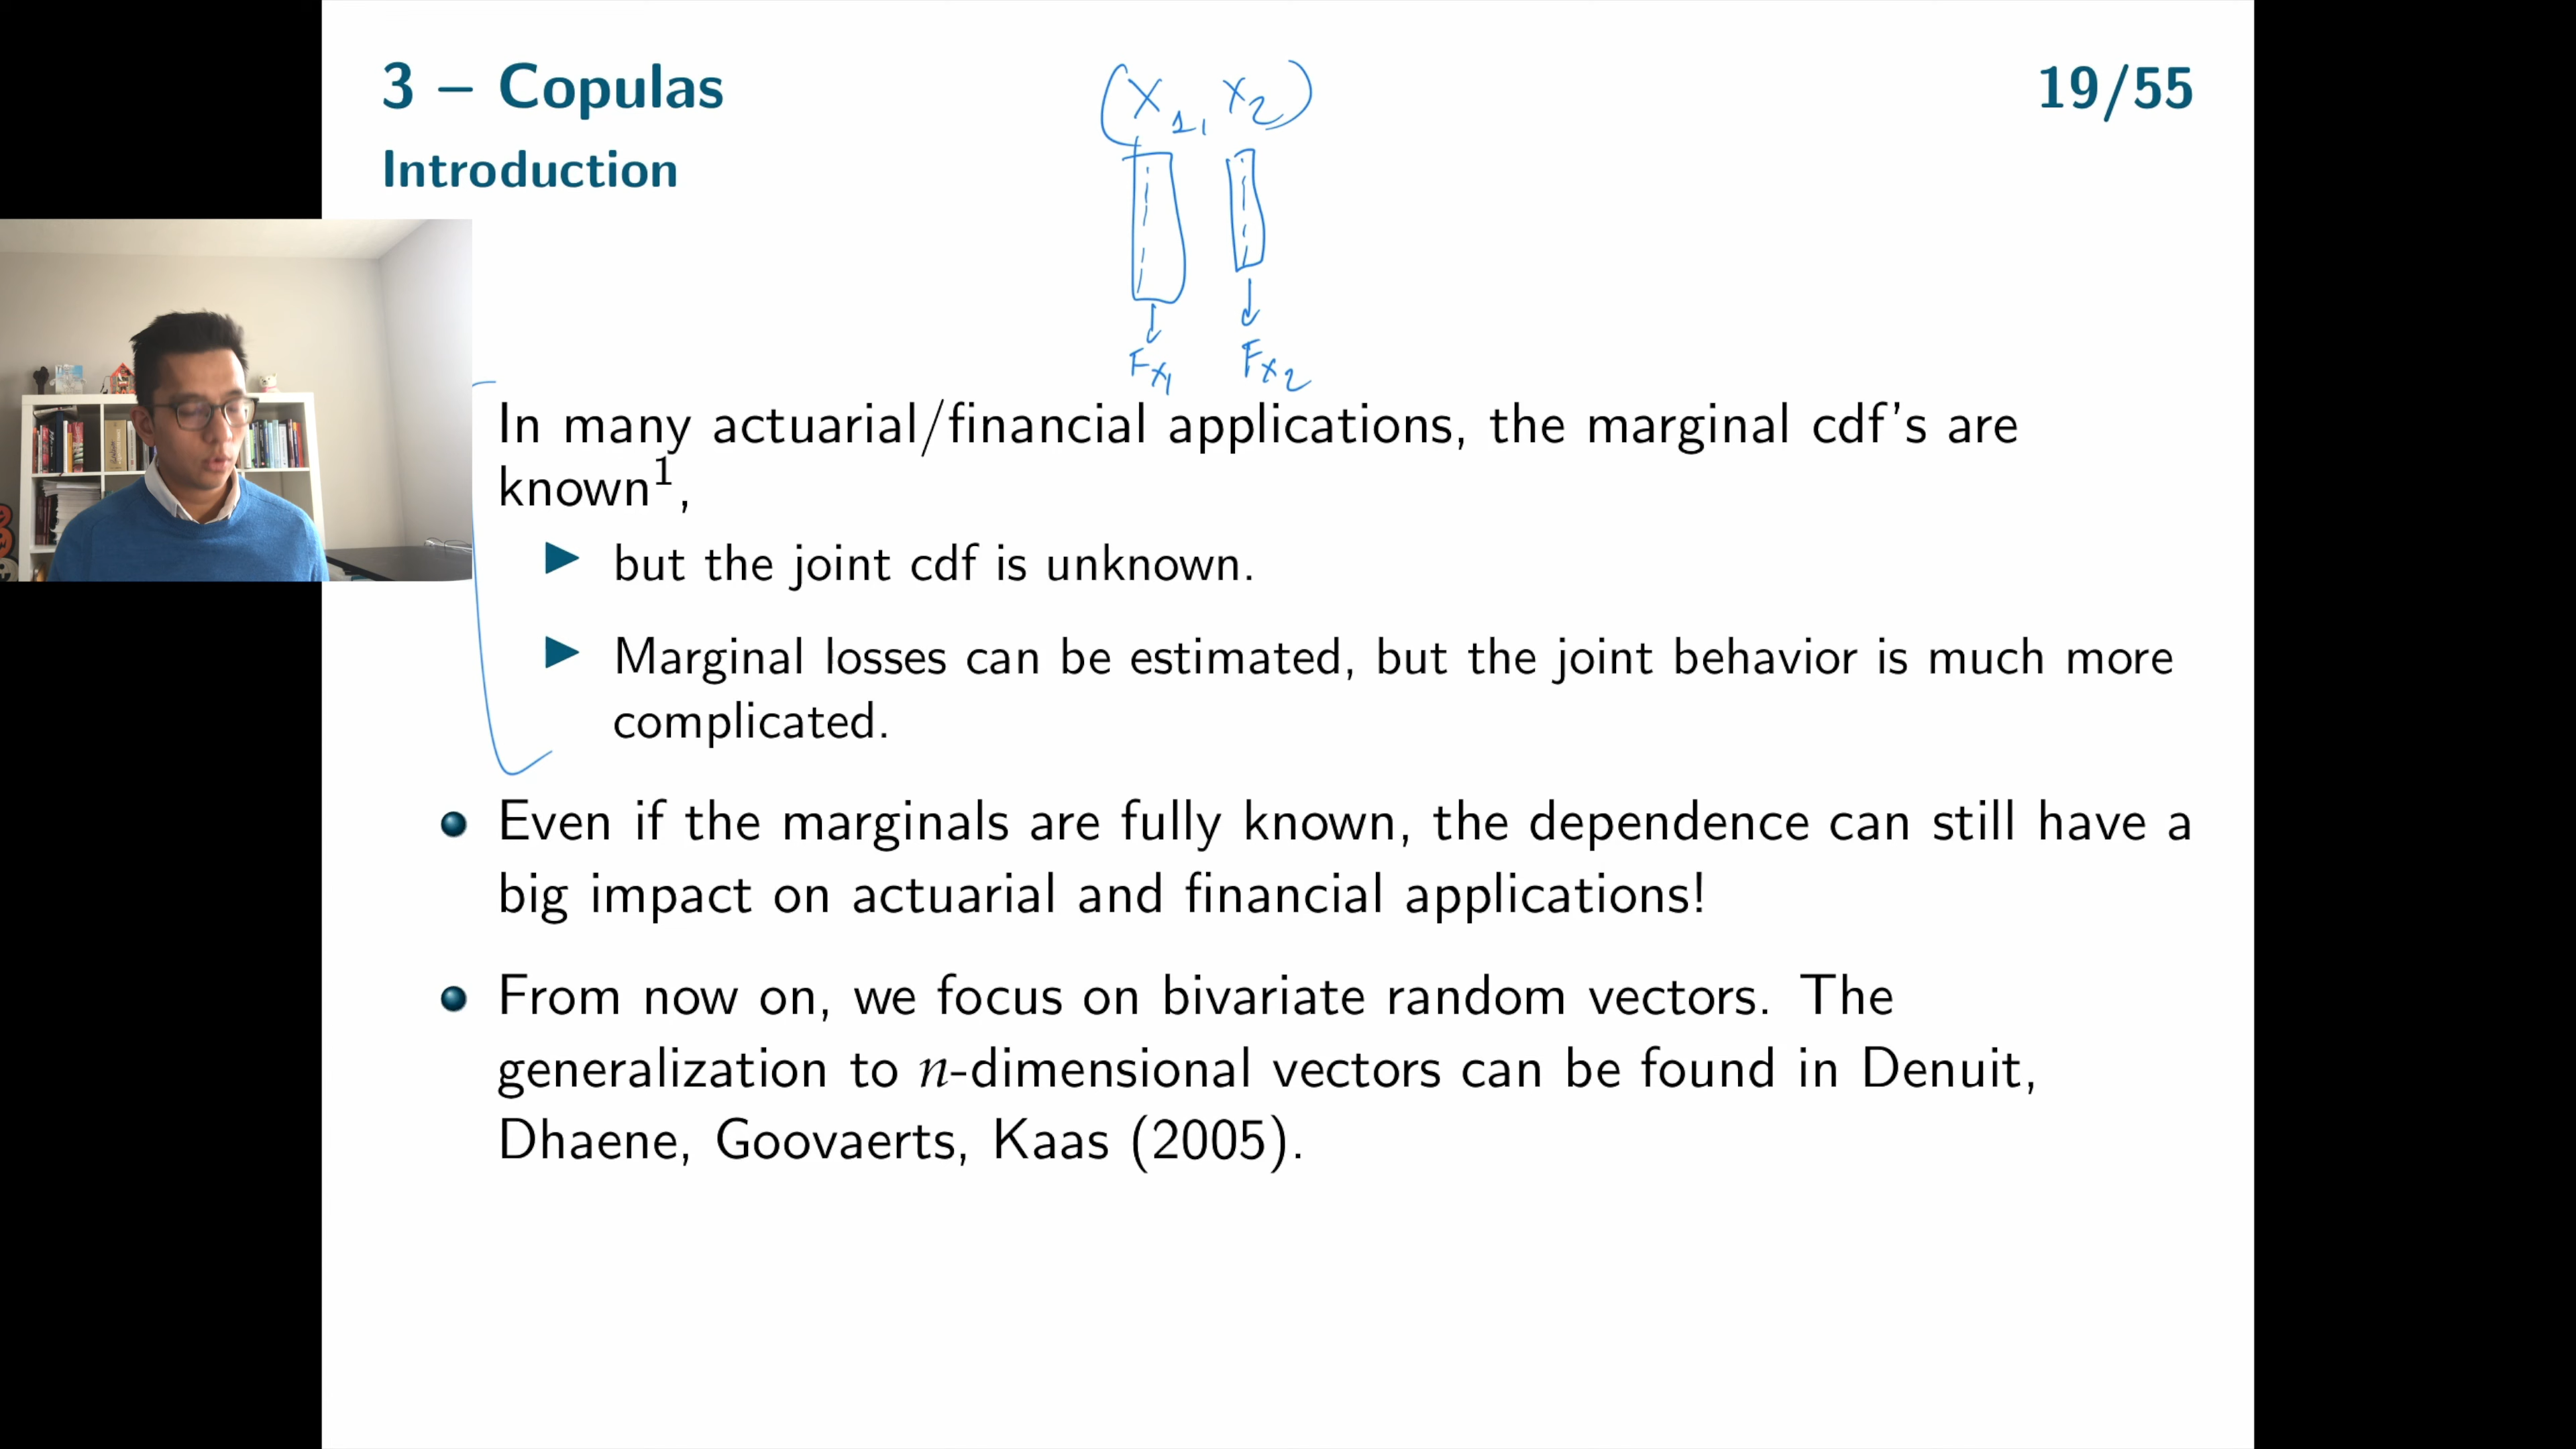 3 – Copulas
19/55
Introduction
(X₁, X₂)
F_X₁ F_X₂
In many actuarial/financial applications, the marginal cdf's are
known¹,
▶ but the joint cdf is unknown.
▶ Marginal losses can be estimated, but the joint behavior is much more
complicated.
● Even if the marginals are fully known, the dependence can still have a
big impact on actuarial and financial applications!
● From now on, we focus on bivariate random vectors. The
generalization to n-dimensional vectors can be found in Denuit,
Dhaene, Goovaerts, Kaas (2005).